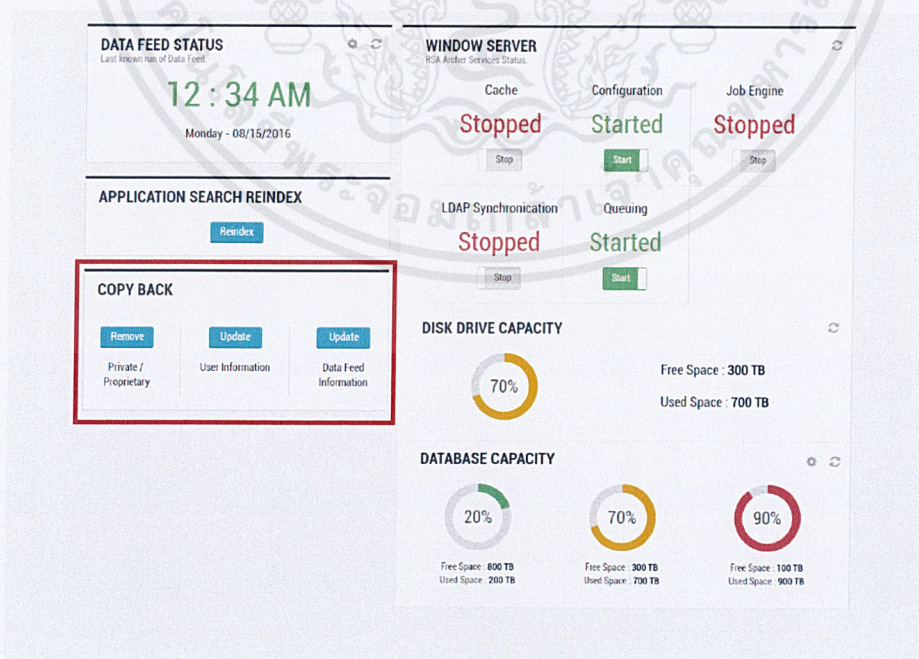 DATA FEED STATUS
Last known run of Data Feed.
12 : 34 AM
Monday - 08/15/2016
APPLICATION SEARCH REINDEX
Reindex
COPY BACK
Remove
Private /
Proprietary
Update
User Information
Update
Data Feed
Information
WINDOW SERVER
RSA Archer Services Status.
Cache
Stopped
Stop
Configuration
Started
Start
Job Engine
Stopped
Stop
LDAP Synchronication
Stopped
Stop
Queuing
Started
Start
DISK DRIVE CAPACITY
70%
Free Space : 300 TB
Used Space : 700 TB
DATABASE CAPACITY
20%
Free Space : 800 TB
Used Space : 200 TB
70%
Free Space : 300 TB
Used Space : 700 TB
90%
Free Space : 100 TB
Used Space : 900 TB